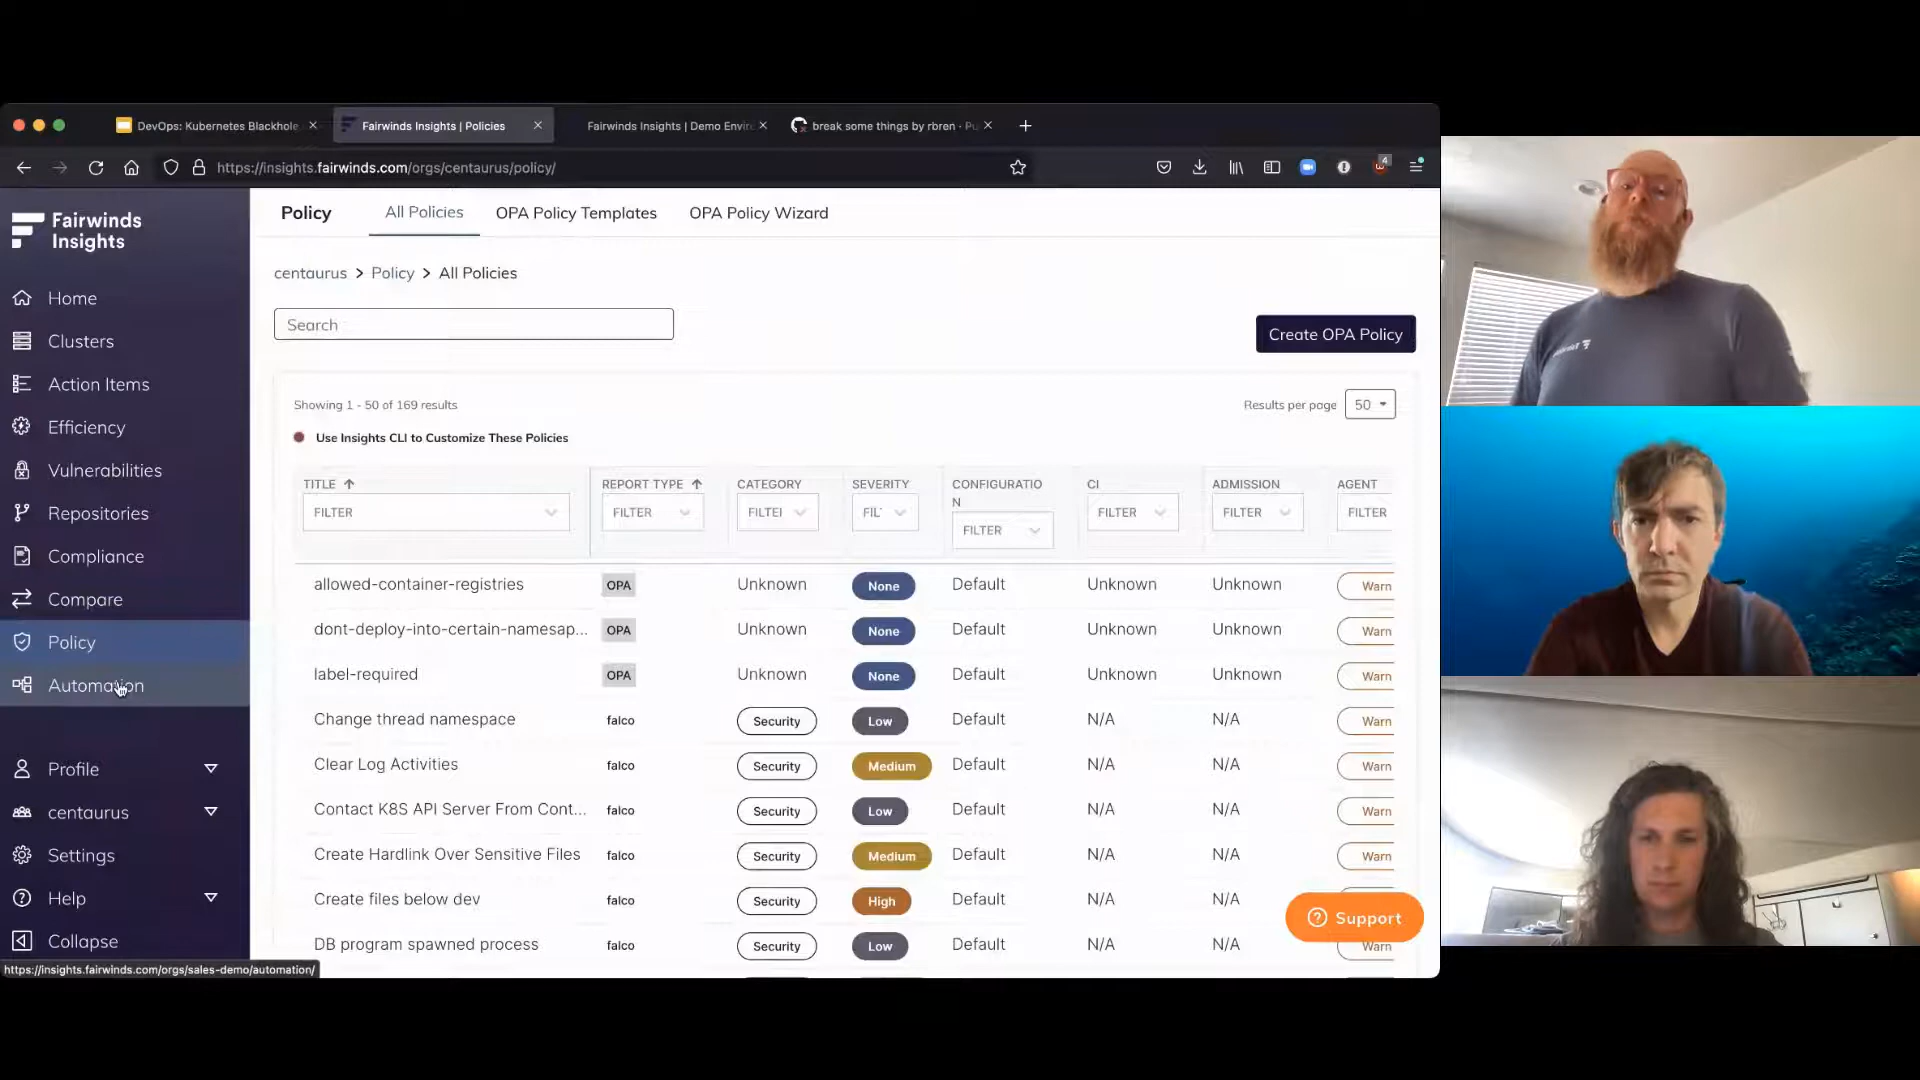 DevOps: Kubernetes Blackhole
Fairwinds Insights | Policies
Fairwinds Insights | Demo Envir
break some things by rbren · Pu
https://insights.fairwinds.com/orgs/centaurus/policy/
4
Fairwinds
Insights
Home
Clusters
Action Items
Efficiency
Vulnerabilities
Repositories
Compliance
Compare
Policy
Automation
Profile
centaurus
Settings
Help
Collapse
https://insights.fairwinds.com/orgs/sales-demo/automation/
Policy All Policies OPA Policy Templates OPA Policy Wizard
centaurus > Policy > All Policies
Search
Create OPA Policy
Showing 1 - 50 of 169 results
Results per page 50
Use Insights CLI to Customize These Policies
TITLE REPORT TYPE CATEGORY SEVERITY CONFIGURATIO
N CI ADMISSION AGENT
FILTER FILTER FILTEI FIL FILTER FILTER FILTER FILTER
allowed-container-registries OPA Unknown None Default Unknown Unknown Warn
dont-deploy-into-certain-namesap... OPA Unknown None Default Unknown Unknown Warn
label-required OPA Unknown None Default Unknown Unknown Warn
Change thread namespace falco Security Low Default N/A N/A Warn
Clear Log Activities falco Security Medium Default N/A N/A Warn
Contact K8S API Server From Cont... falco Security Low Default N/A N/A Warn
Create Hardlink Over Sensitive Files falco Security Medium Default N/A N/A Warn
Create files below dev falco Security High Default N/A N/A
DB program spawned process falco Security Low Default N/A N/A Warn
Support